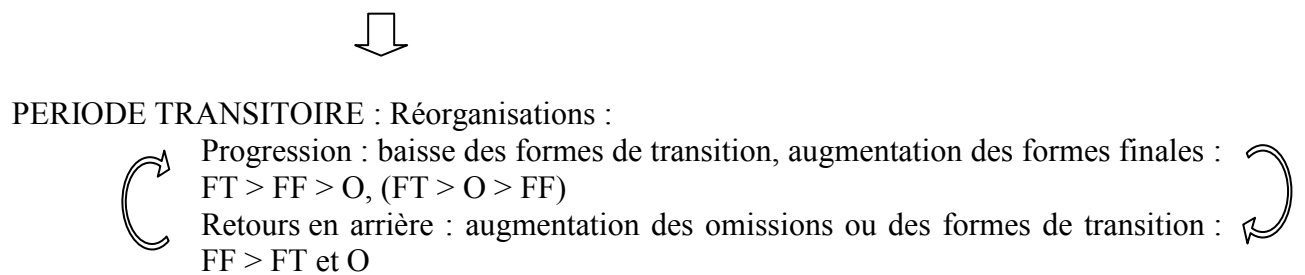 PERIODE TRANSITOIRE : Réorganisations :
Progression : baisse des formes de transition, augmentation des formes finales :
FT > FF > O, (FT > O > FF)
Retours en arrière : augmentation des omissions ou des formes de transition :
FF > FT et O